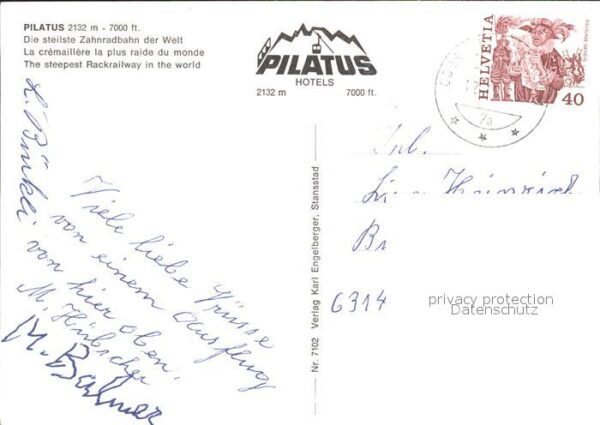 PILATUS 2132 m - 7000 ft.
Die steilste Zahnradbahn der Welt
La crémaillère la plus raide du monde
The steepest Rackrailway in the world
PILATUS
HOTELS
2132 m 7000 ft.
HELVETIA
40
Viele liebe Grüsse
von einem Ausflug
von hier oben.
M. Hübscher
Nr. 7102 Verlag Karl Engelberger, Stansstad
6314
privacy protection
Datenschutz